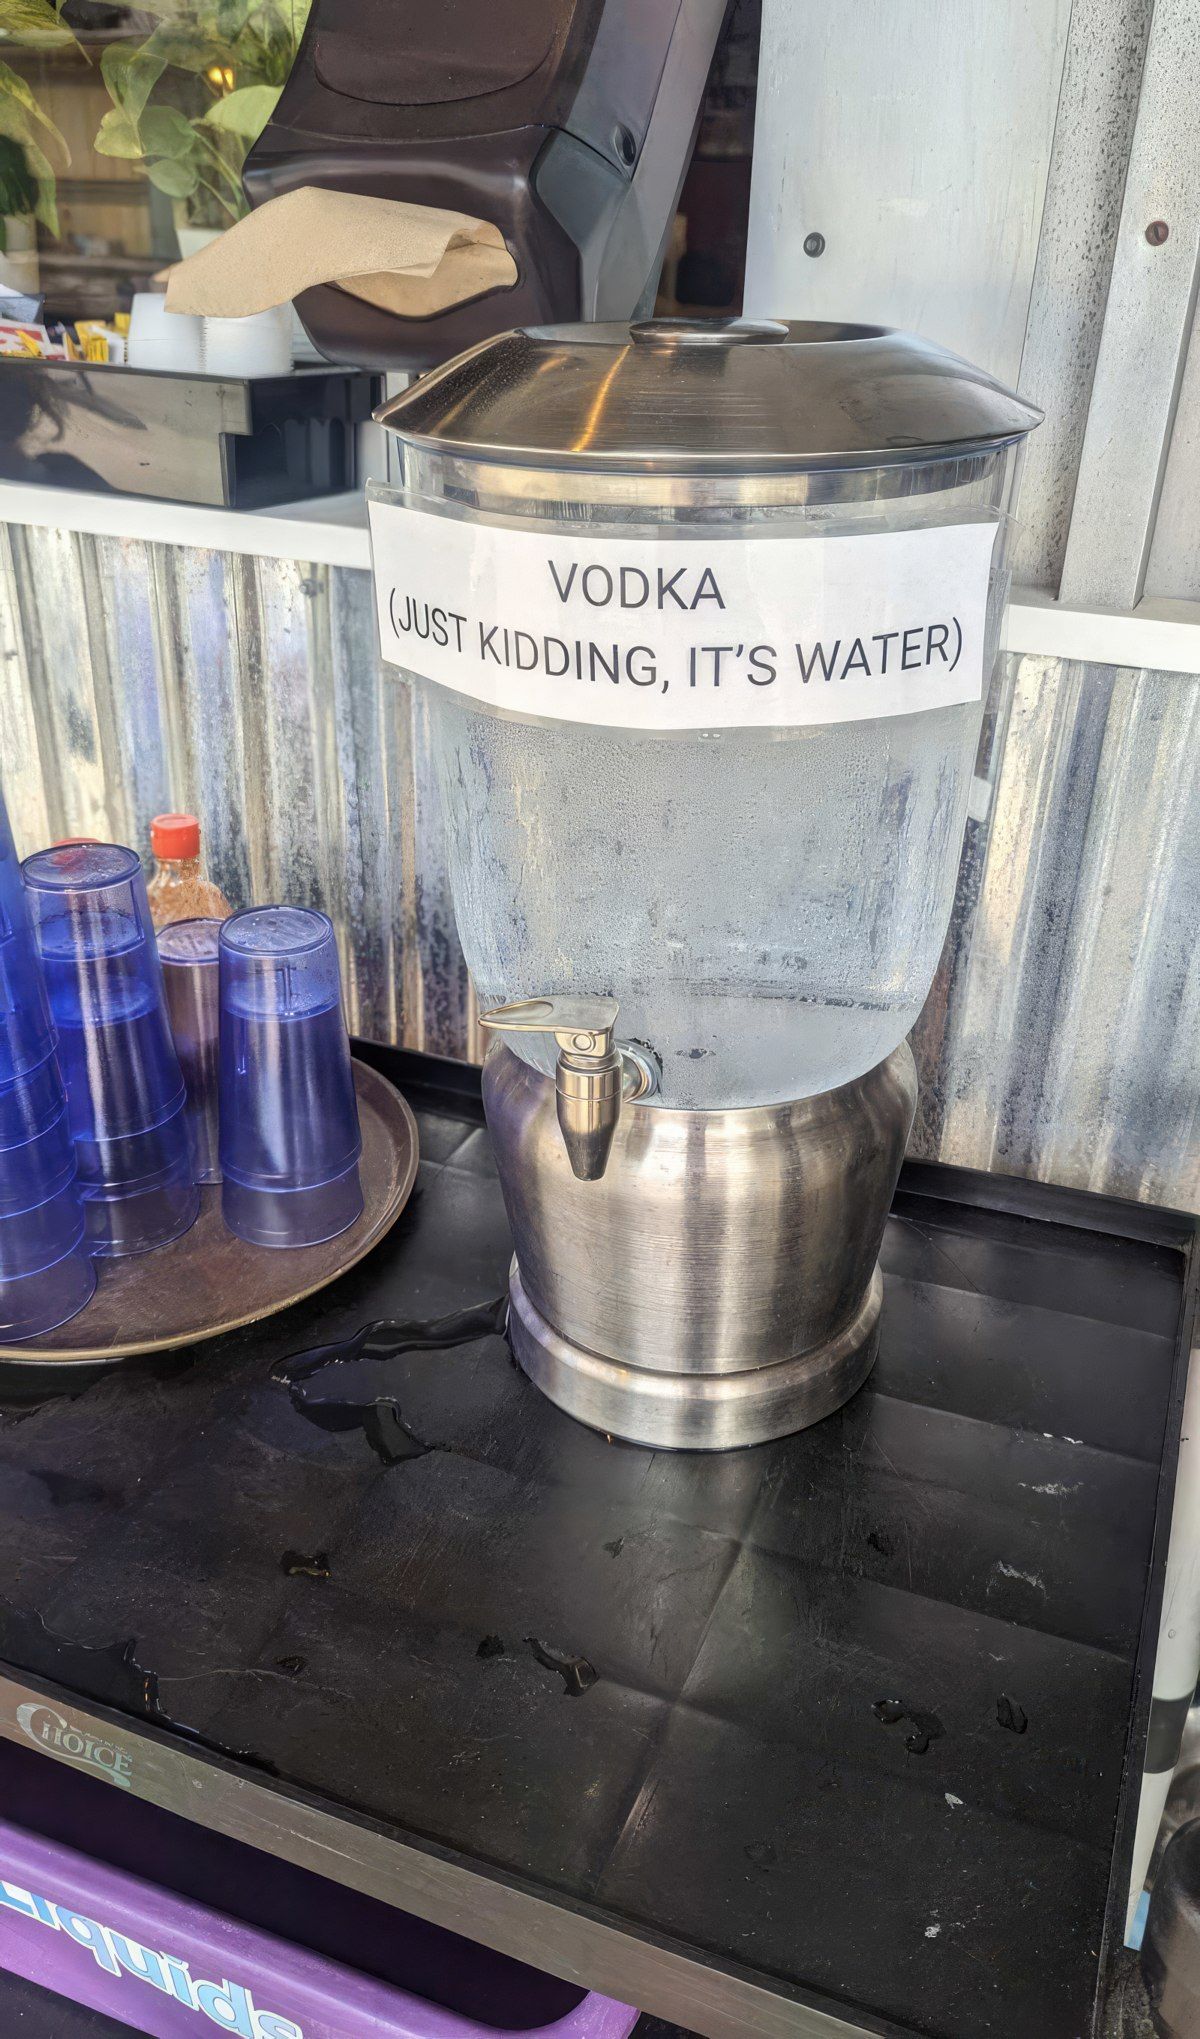 VODKA
(JUST KIDDING, IT'S WATER)
CHOICE
Liquids